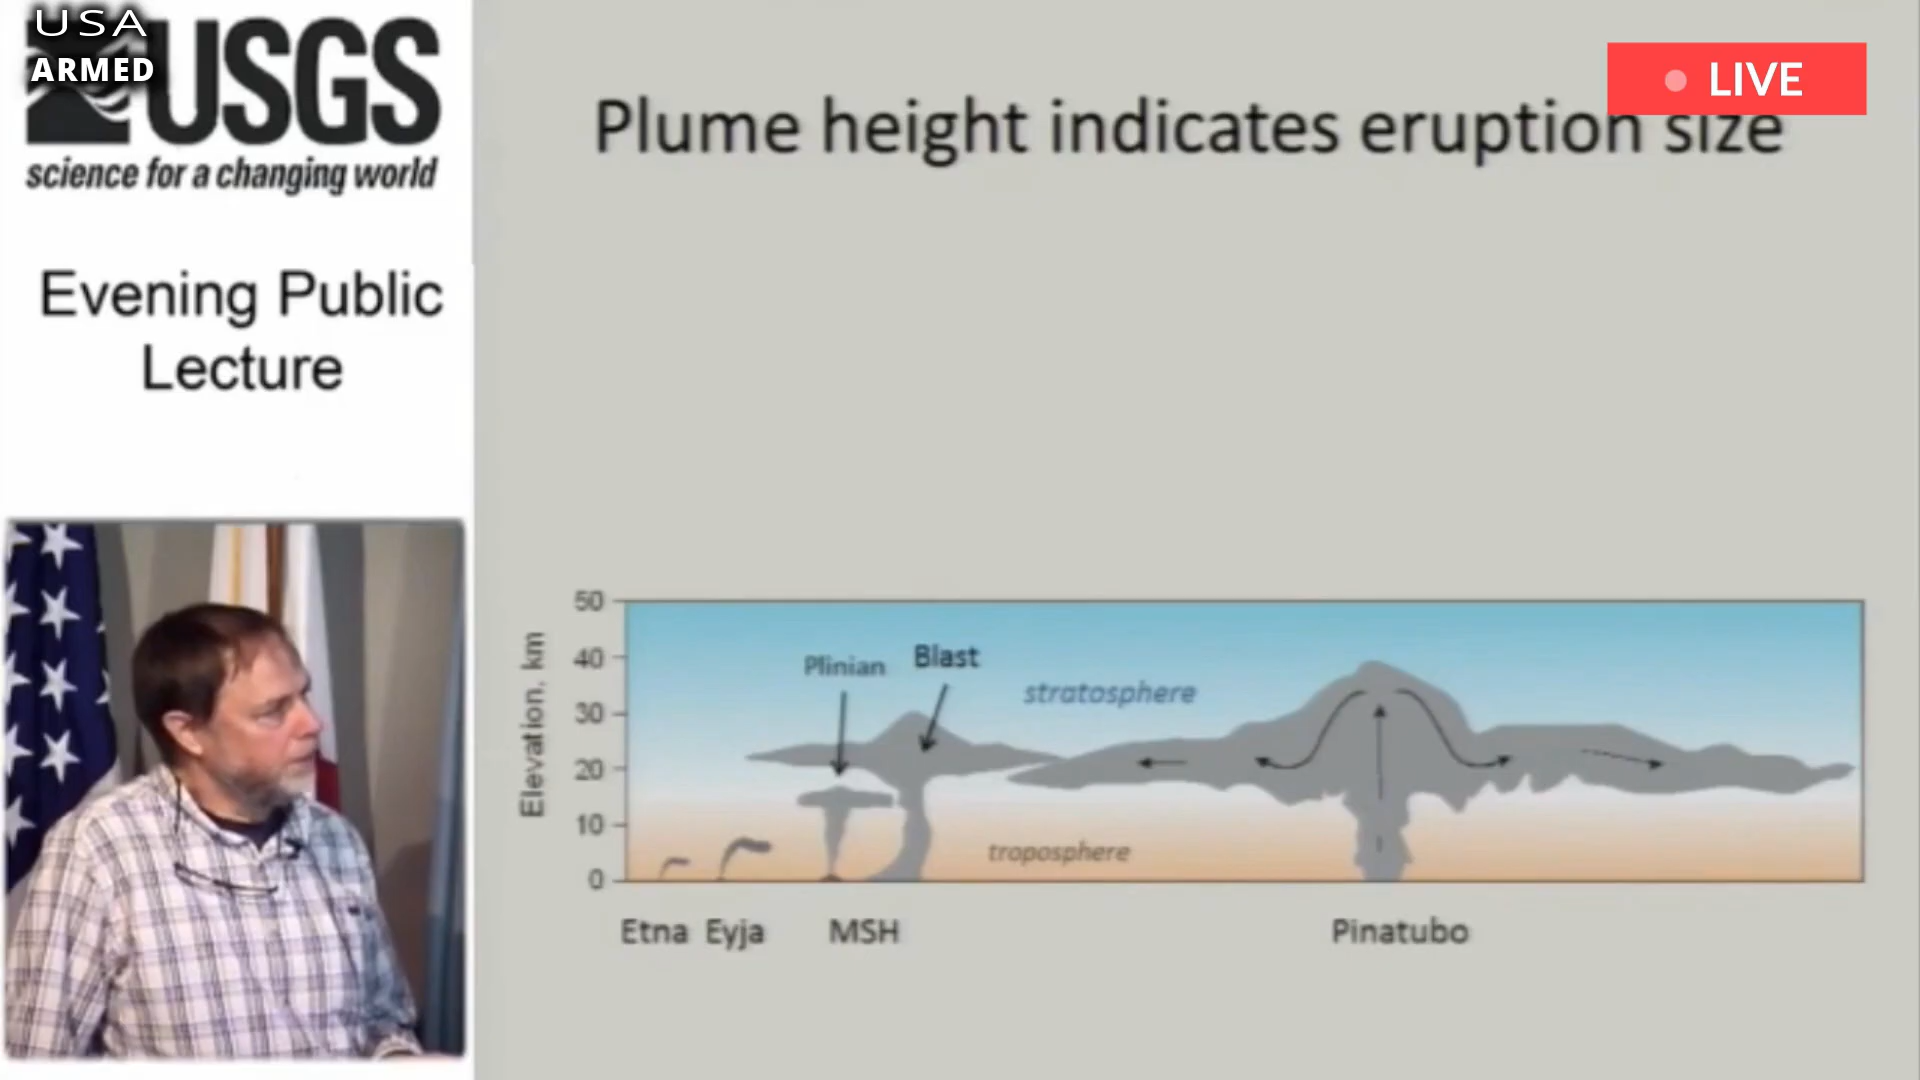 USA
ARMED
USGS
science for a changing world
Evening Public
Lecture
LIVE
Plume height indicates eruption size
Elevation, km
50
40
30
20
10
0
Plinian
Blast
stratosphere
troposphere
Etna
Eyja
MSH
Pinatubo